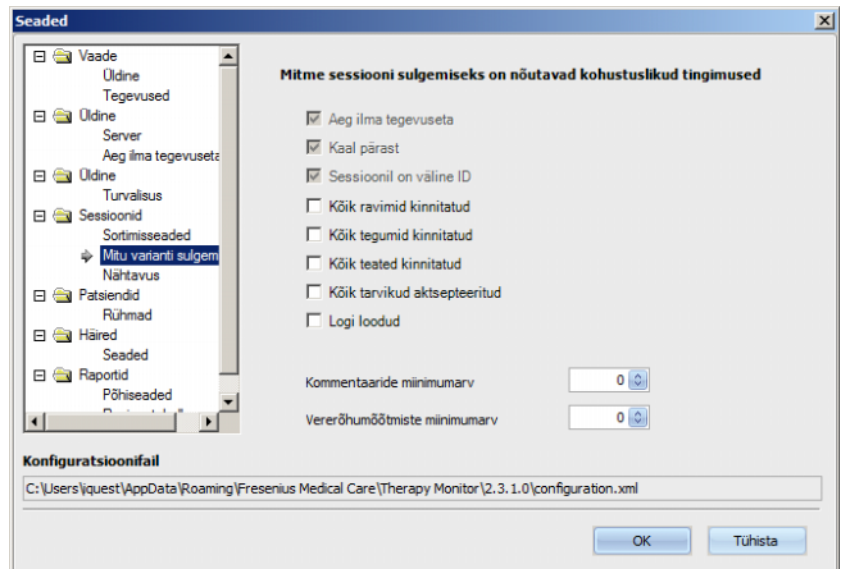 Seaded
Vaade
Üldine
Tegevused
Üldine
Server
Aeg ilma tegevuseta
Üldine
Turvalisus
Sessioonid
Sortimisseaded
Mitu varianti sulgem
Nähtavus
Patsiendid
Rühmad
Häired
Seaded
Raportid
Põhiseaded
Mitme sessiooni sulgemiseks on nõutavad kohustuslikud tingimused
Aeg ilma tegevuseta
Kaal pärast
Sessioonil on väline ID
Kõik ravimid kinnitatud
Kõik tegumid kinnitatud
Kõik teated kinnitatud
Kõik tarvikud aktsepteeritud
Logi loodud
Kommentaaride miinimumarv 0
Vererõhumõõtmiste miinimumarv 0
Konfiguratsioonifail
C:\Users\iquest\AppData\Roaming\Fresenius Medical Care\Therapy Monitor\2.3.1.0\configuration.xml
OK Tühista